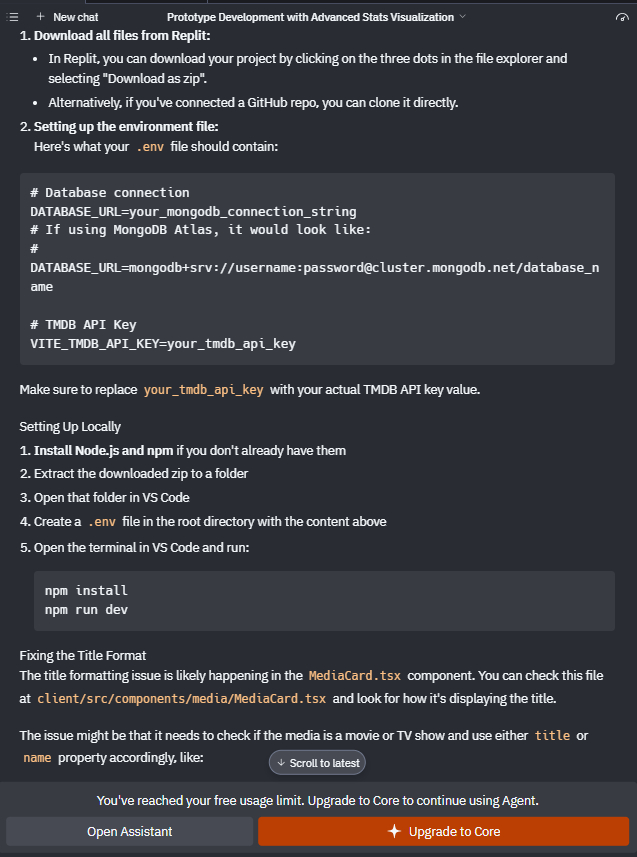 + New chat
Prototype Development with Advanced Stats Visualization
1. Download all files from Replit:
• In Replit, you can download your project by clicking on the three dots in the file explorer and
selecting "Download as zip".
• Alternatively, if you've connected a GitHub repo, you can clone it directly.
2. Setting up the environment file:
Here's what your .env file should contain:
# Database connection
DATABASE_URL=your_mongodb_connection_string
# If using MongoDB Atlas, it would look like:
#
DATABASE_URL=mongodb+srv://username:password@cluster.mongodb.net/database_n
ame
# TMDB API Key
VITE_TMDB_API_KEY=your_tmdb_api_key
Make sure to replace your_tmdb_api_key with your actual TMDB API key value.
Setting Up Locally
1. Install Node.js and npm if you don't already have them
2. Extract the downloaded zip to a folder
3. Open that folder in VS Code
4. Create a .env file in the root directory with the content above
5. Open the terminal in VS Code and run:
npm install
npm run dev
Fixing the Title Format
The title formatting issue is likely happening in the MediaCard.tsx component. You can check this file
at client/src/components/media/MediaCard.tsx and look for how it's displaying the title.
The issue might be that it needs to check if the media is a movie or TV show and use either title or
name property accordingly, like:
↓ Scroll to latest
You've reached your free usage limit. Upgrade to Core to continue using Agent.
Open Assistant
Upgrade to Core